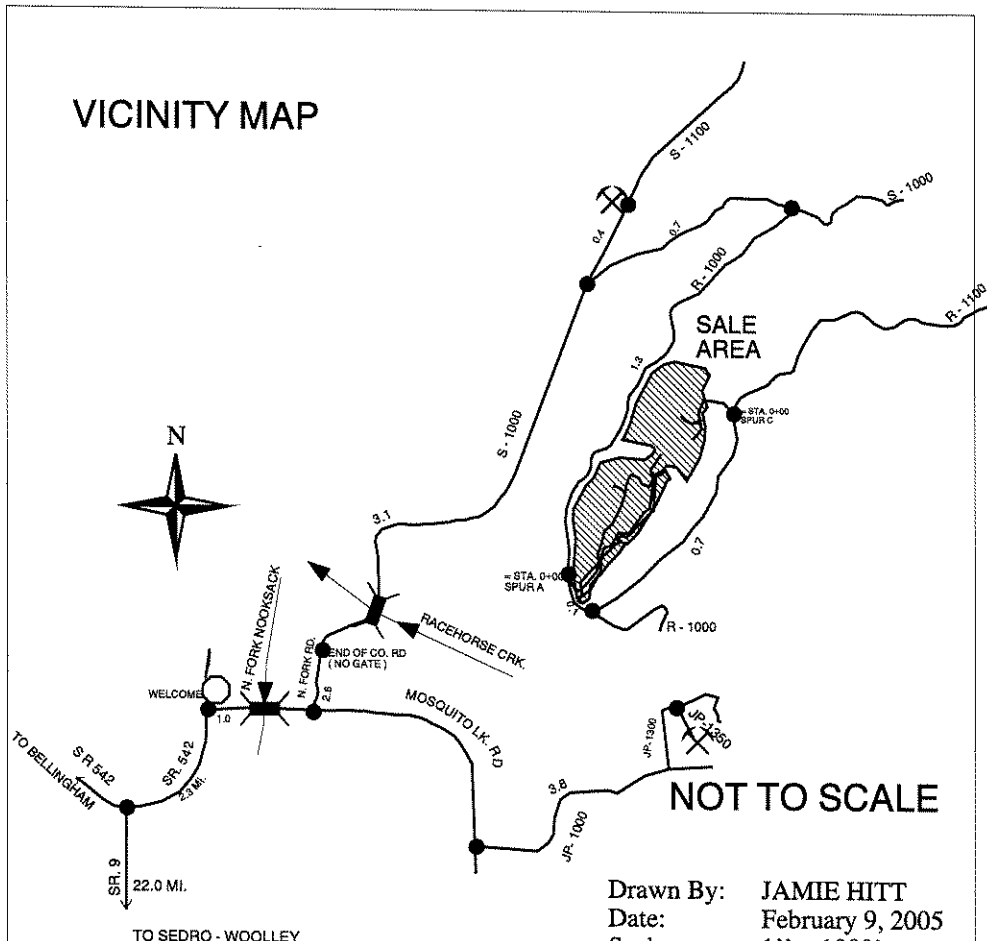 VICINITY MAP
S - 1100
S - 1000
0.4
0.7
R - 1000
R - 1100
SALE
AREA
1.3
= STA. 0+00
SPUR C
S - 1000
N
3.1
0.7
= STA. 0+00
SPUR A
0.1
R - 1000
N. FORK NOOKSACK
RACEHORSE CRK.
N. FORK RD.
END OF CO. RD
( NO GATE )
WELCOME
1.0
2.6
MOSQUITO LK. RD
JP-1300
JP-1350
TO BELLINGHAM
S R 542
SR. 542
2.3 MI.
3.8
JP- 1000
NOT TO SCALE
SR. 9
22.0 MI.
TO SEDRO - WOOLLEY
Drawn By: JAMIE HITT
Date: February 9, 2005